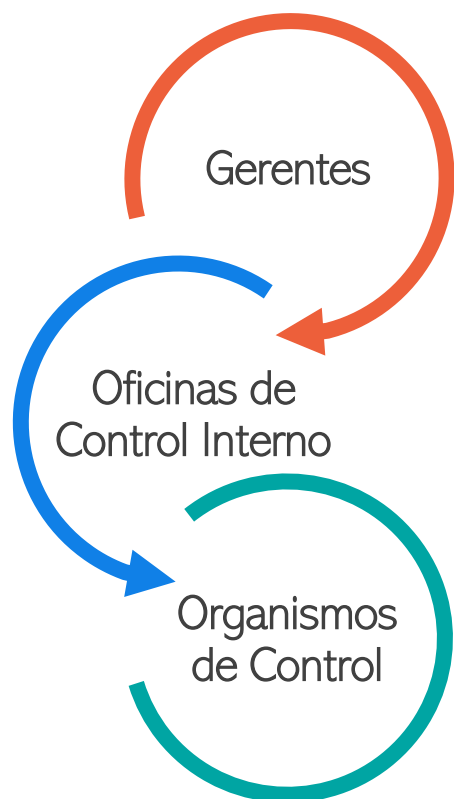 Gerentes
Oficinas de
Control Interno
Organismos
de Control